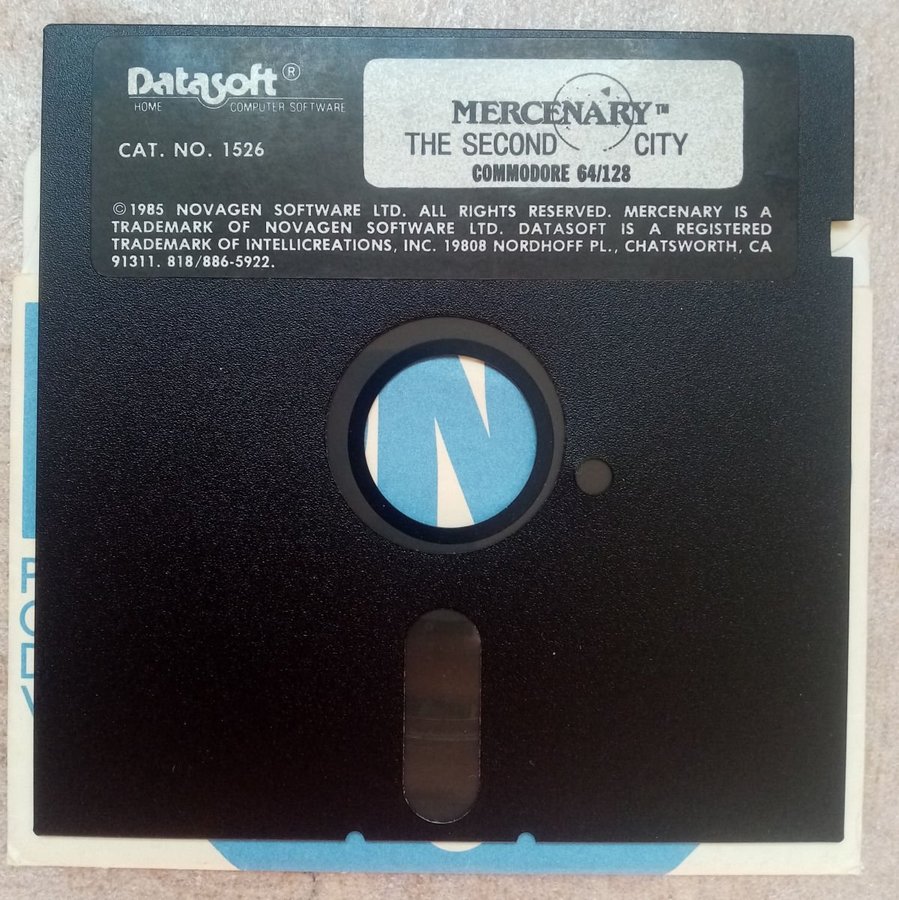 Datasoft®
HOME COMPUTER SOFTWARE
CAT. NO. 1526
MERCENARY™
THE SECOND CITY
COMMODORE 64/128
©1985 NOVAGEN SOFTWARE LTD. ALL RIGHTS RESERVED. MERCENARY IS A
TRADEMARK OF NOVAGEN SOFTWARE LTD. DATASOFT IS A REGISTERED
TRADEMARK OF INTELLICREATIONS, INC. 19808 NORDHOFF PL., CHATSWORTH, CA
91311. 818/886-5922.
N